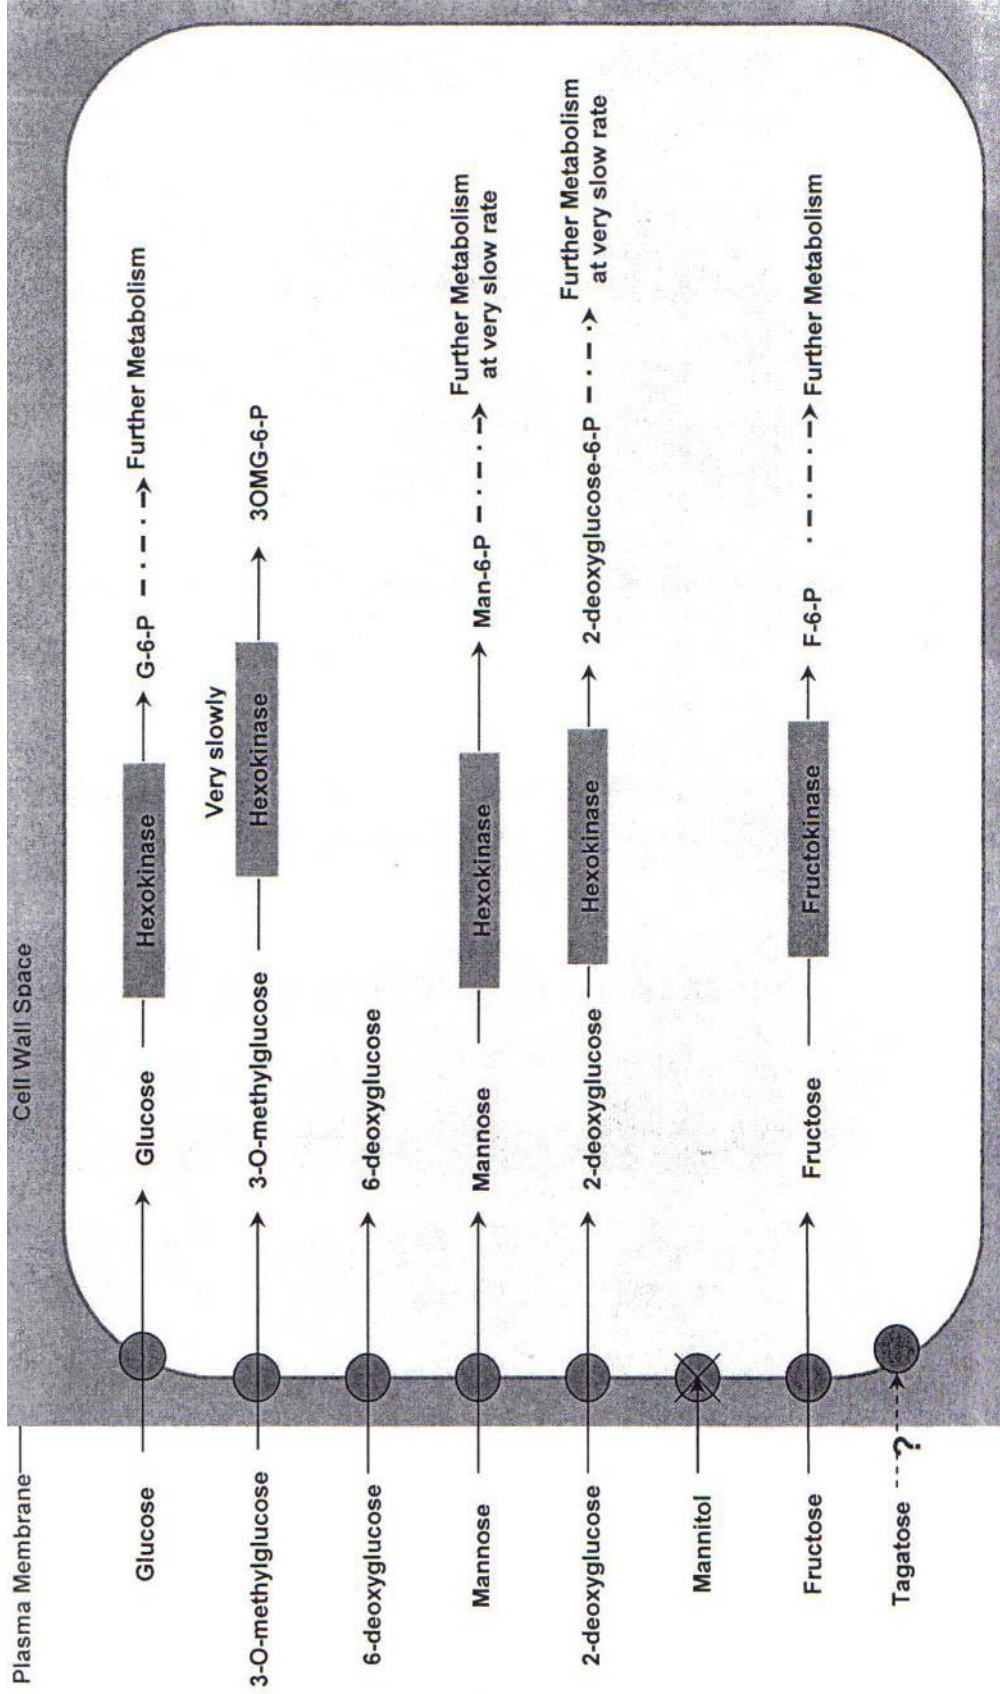 Cell Wall Space
Plasma Membrane
Glucose
Glucose
Hexokinase
G-6-P
Further Metabolism
3-O-methylglucose
3-O-methylglucose
Very slowly
Hexokinase
3OMG-6-P
6-deoxyglucose
6-deoxyglucose
Mannose
Mannose
Hexokinase
Man-6-P
Further Metabolism
at very slow rate
2-deoxyglucose
2-deoxyglucose
Hexokinase
2-deoxyglucose-6-P
Further Metabolism
at very slow rate
Mannitol
Fructose
Fructose
Fructokinase
F-6-P
Further Metabolism
Tagatose
?